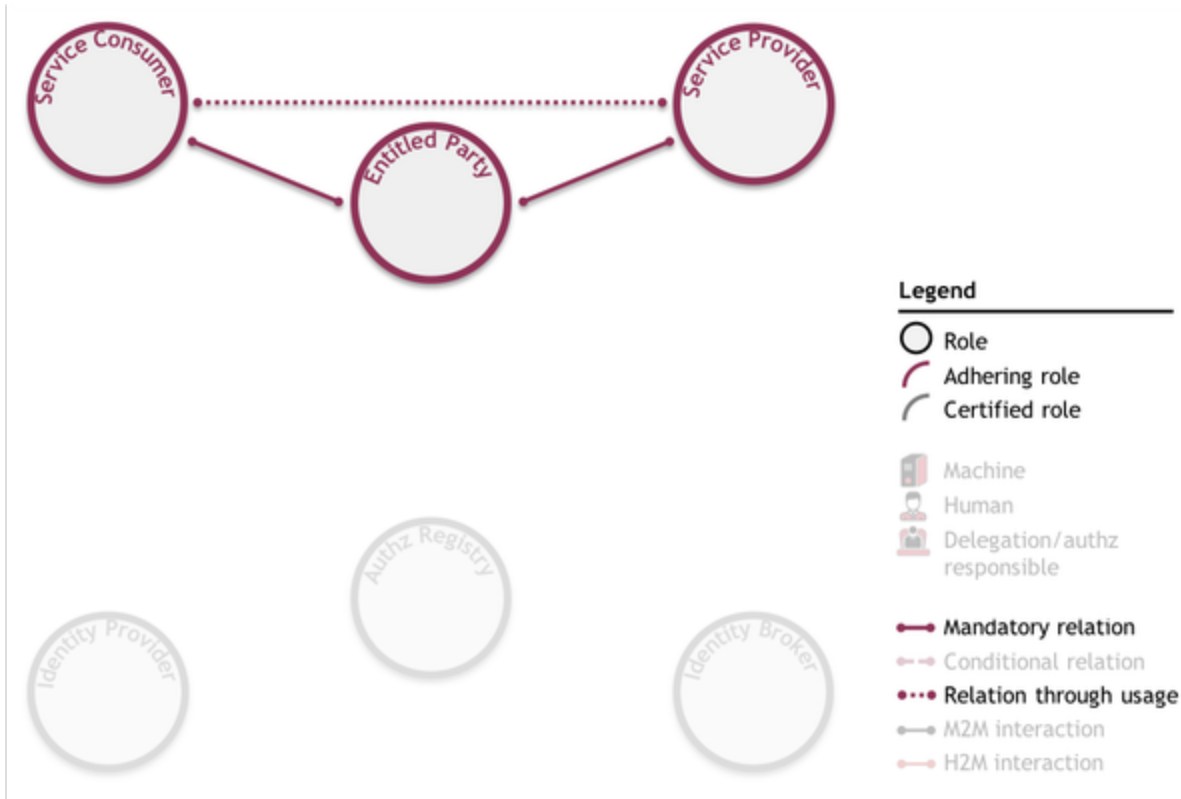 Service Consumer
Service Provider
Entitled Party
Legend
Role
Adhering role
Certified role
Machine
Human
Delegation/authz
responsible
Authz Registry
Identity Provider
Identity Broker
Mandatory relation
Conditional relation
Relation through usage
M2M interaction
H2M interaction